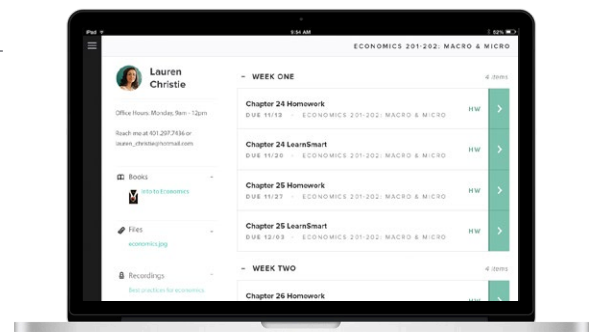 iPad
9:54 AM
82%
ECONOMICS 201-202: MACRO & MICRO
Lauren
Christie
Office Hours: Monday, 9am - 12pm
Reach me at 401.297.7436 or
lauren_christie@hotmail.com
Books
Intro to Economics
Files
economics.jpg
Recordings
Best practices for economics
- WEEK ONE
4 items
Chapter 24 Homework
DUE 11/13 - ECONOMICS 201-202: MACRO & MICRO
HW
Chapter 24 LearnSmart
DUE 11/20 - ECONOMICS 201-202: MACRO & MICRO
HW
Chapter 25 Homework
DUE 11/27 - ECONOMICS 201-202: MACRO & MICRO
HW
Chapter 25 LearnSmart
DUE 12/03 - ECONOMICS 201-202: MACRO & MICRO
HW
- WEEK TWO
4 items
Chapter 26 Homework
HW